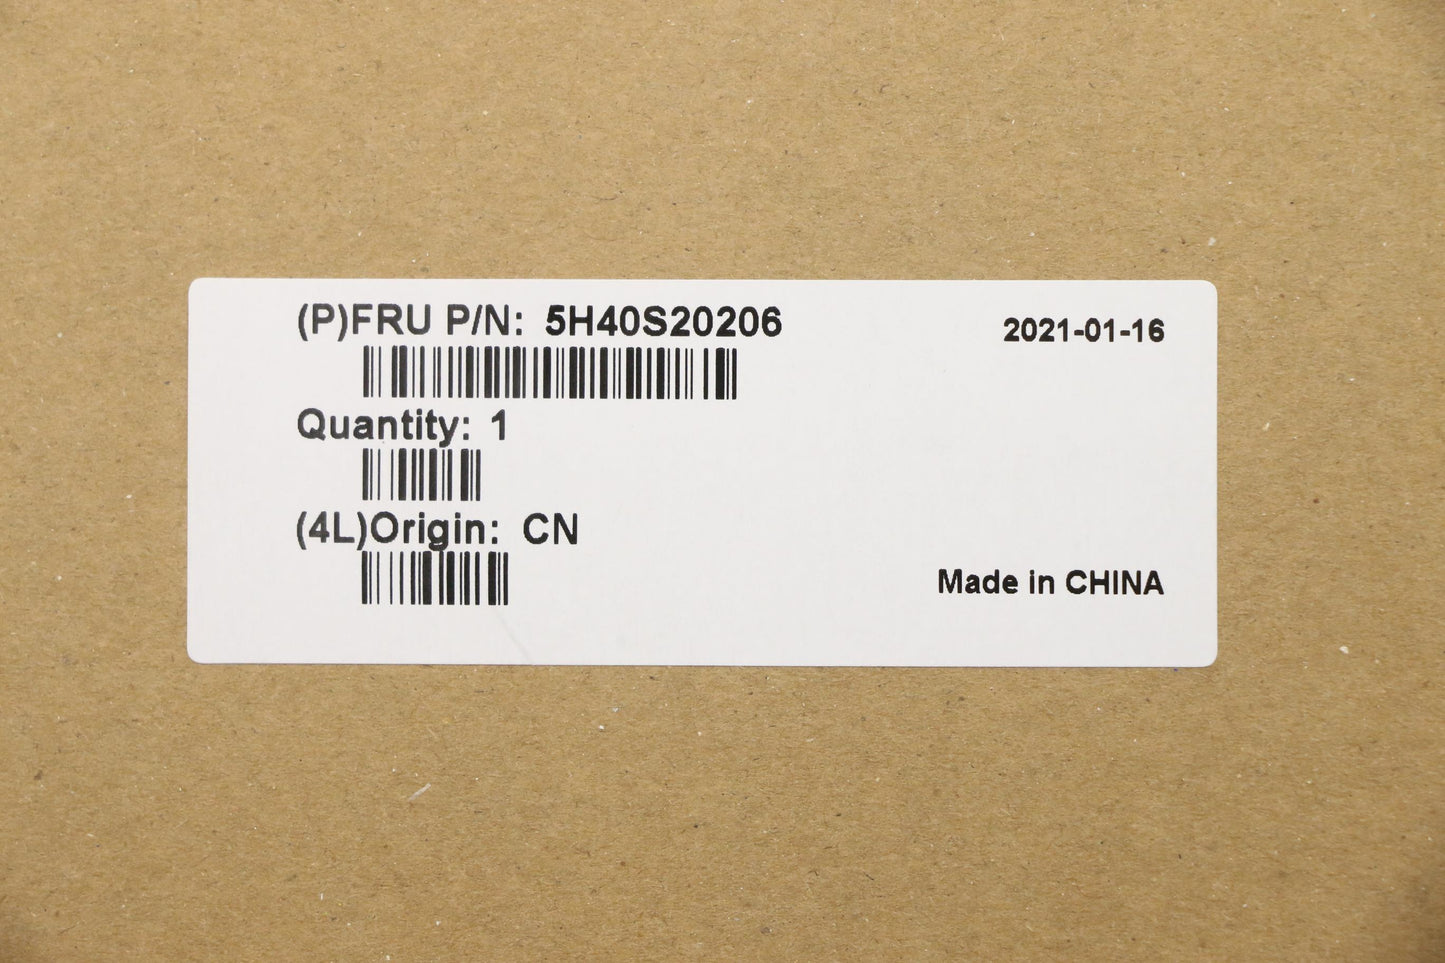 (P)FRU P/N: 5H40S20206
2021-01-16
Quantity: 1
(4L)Origin: CN
Made in CHINA